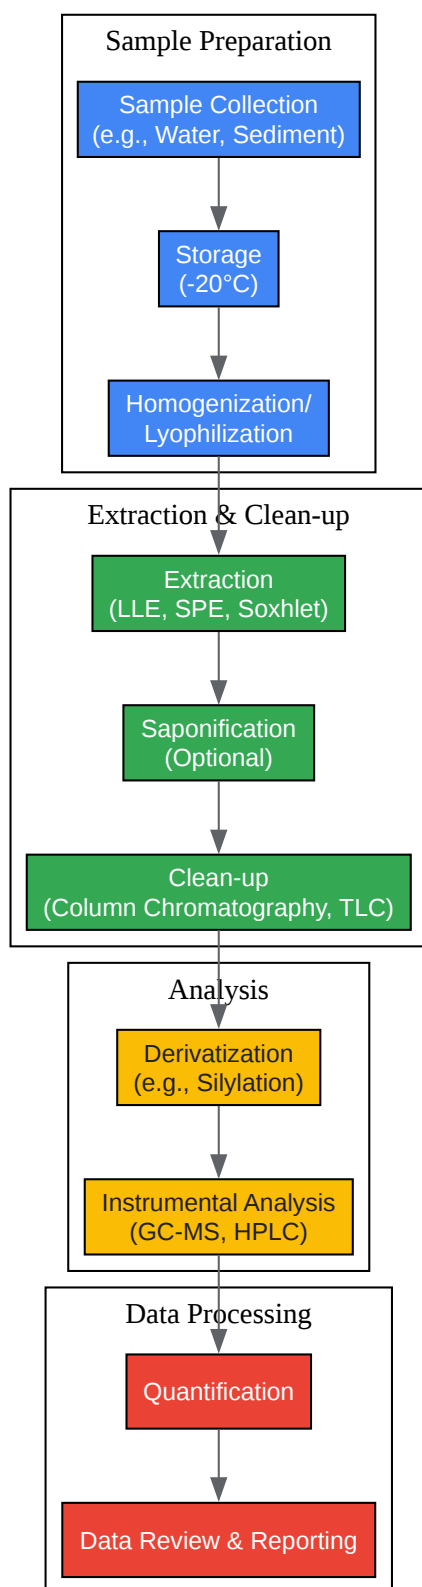 Sample Preparation
Sample Collection
(e.g., Water, Sediment)
Storage
(-20°C)
Homogenization/
Lyophilization
Extraction & Clean-up
Extraction
(LLE, SPE, Soxhlet)
Saponification
(Optional)
Clean-up
(Column Chromatography, TLC)
Analysis
Derivatization
(e.g., Silylation)
Instrumental Analysis
(GC-MS, HPLC)
Data Processing
Quantification
Data Review & Reporting